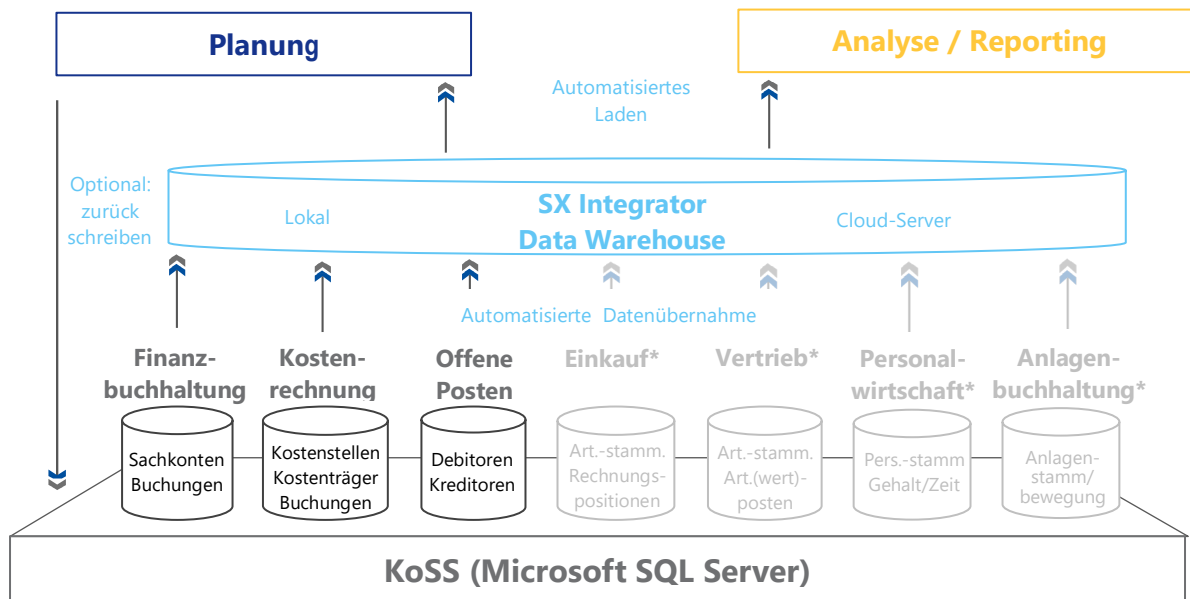 Planung
Analyse / Reporting
Automatisiertes
Laden
Optional:
zurück
schreiben
SX Integrator
Data Warehouse
Lokal
Cloud-Server
Automatisierte Datenübernahme
Finanz-
buchhaltung
Kosten-
rechnung
Offene
Posten
Einkauf*
Vertrieb*
Personal-
wirtschaft*
Anlagen-
buchhaltung*
Sachkonten
Buchungen
Kostenstellen
Kostenträger
Buchungen
Debitoren
Kreditoren
Art.-stamm.
Rechnungs-
positionen
Art.-stamm.
Art.(wert)-
posten
Pers.-stamm
Gehalt/Zeit
Anlagen-
stamm/
bewegung
KoSS (Microsoft SQL Server)